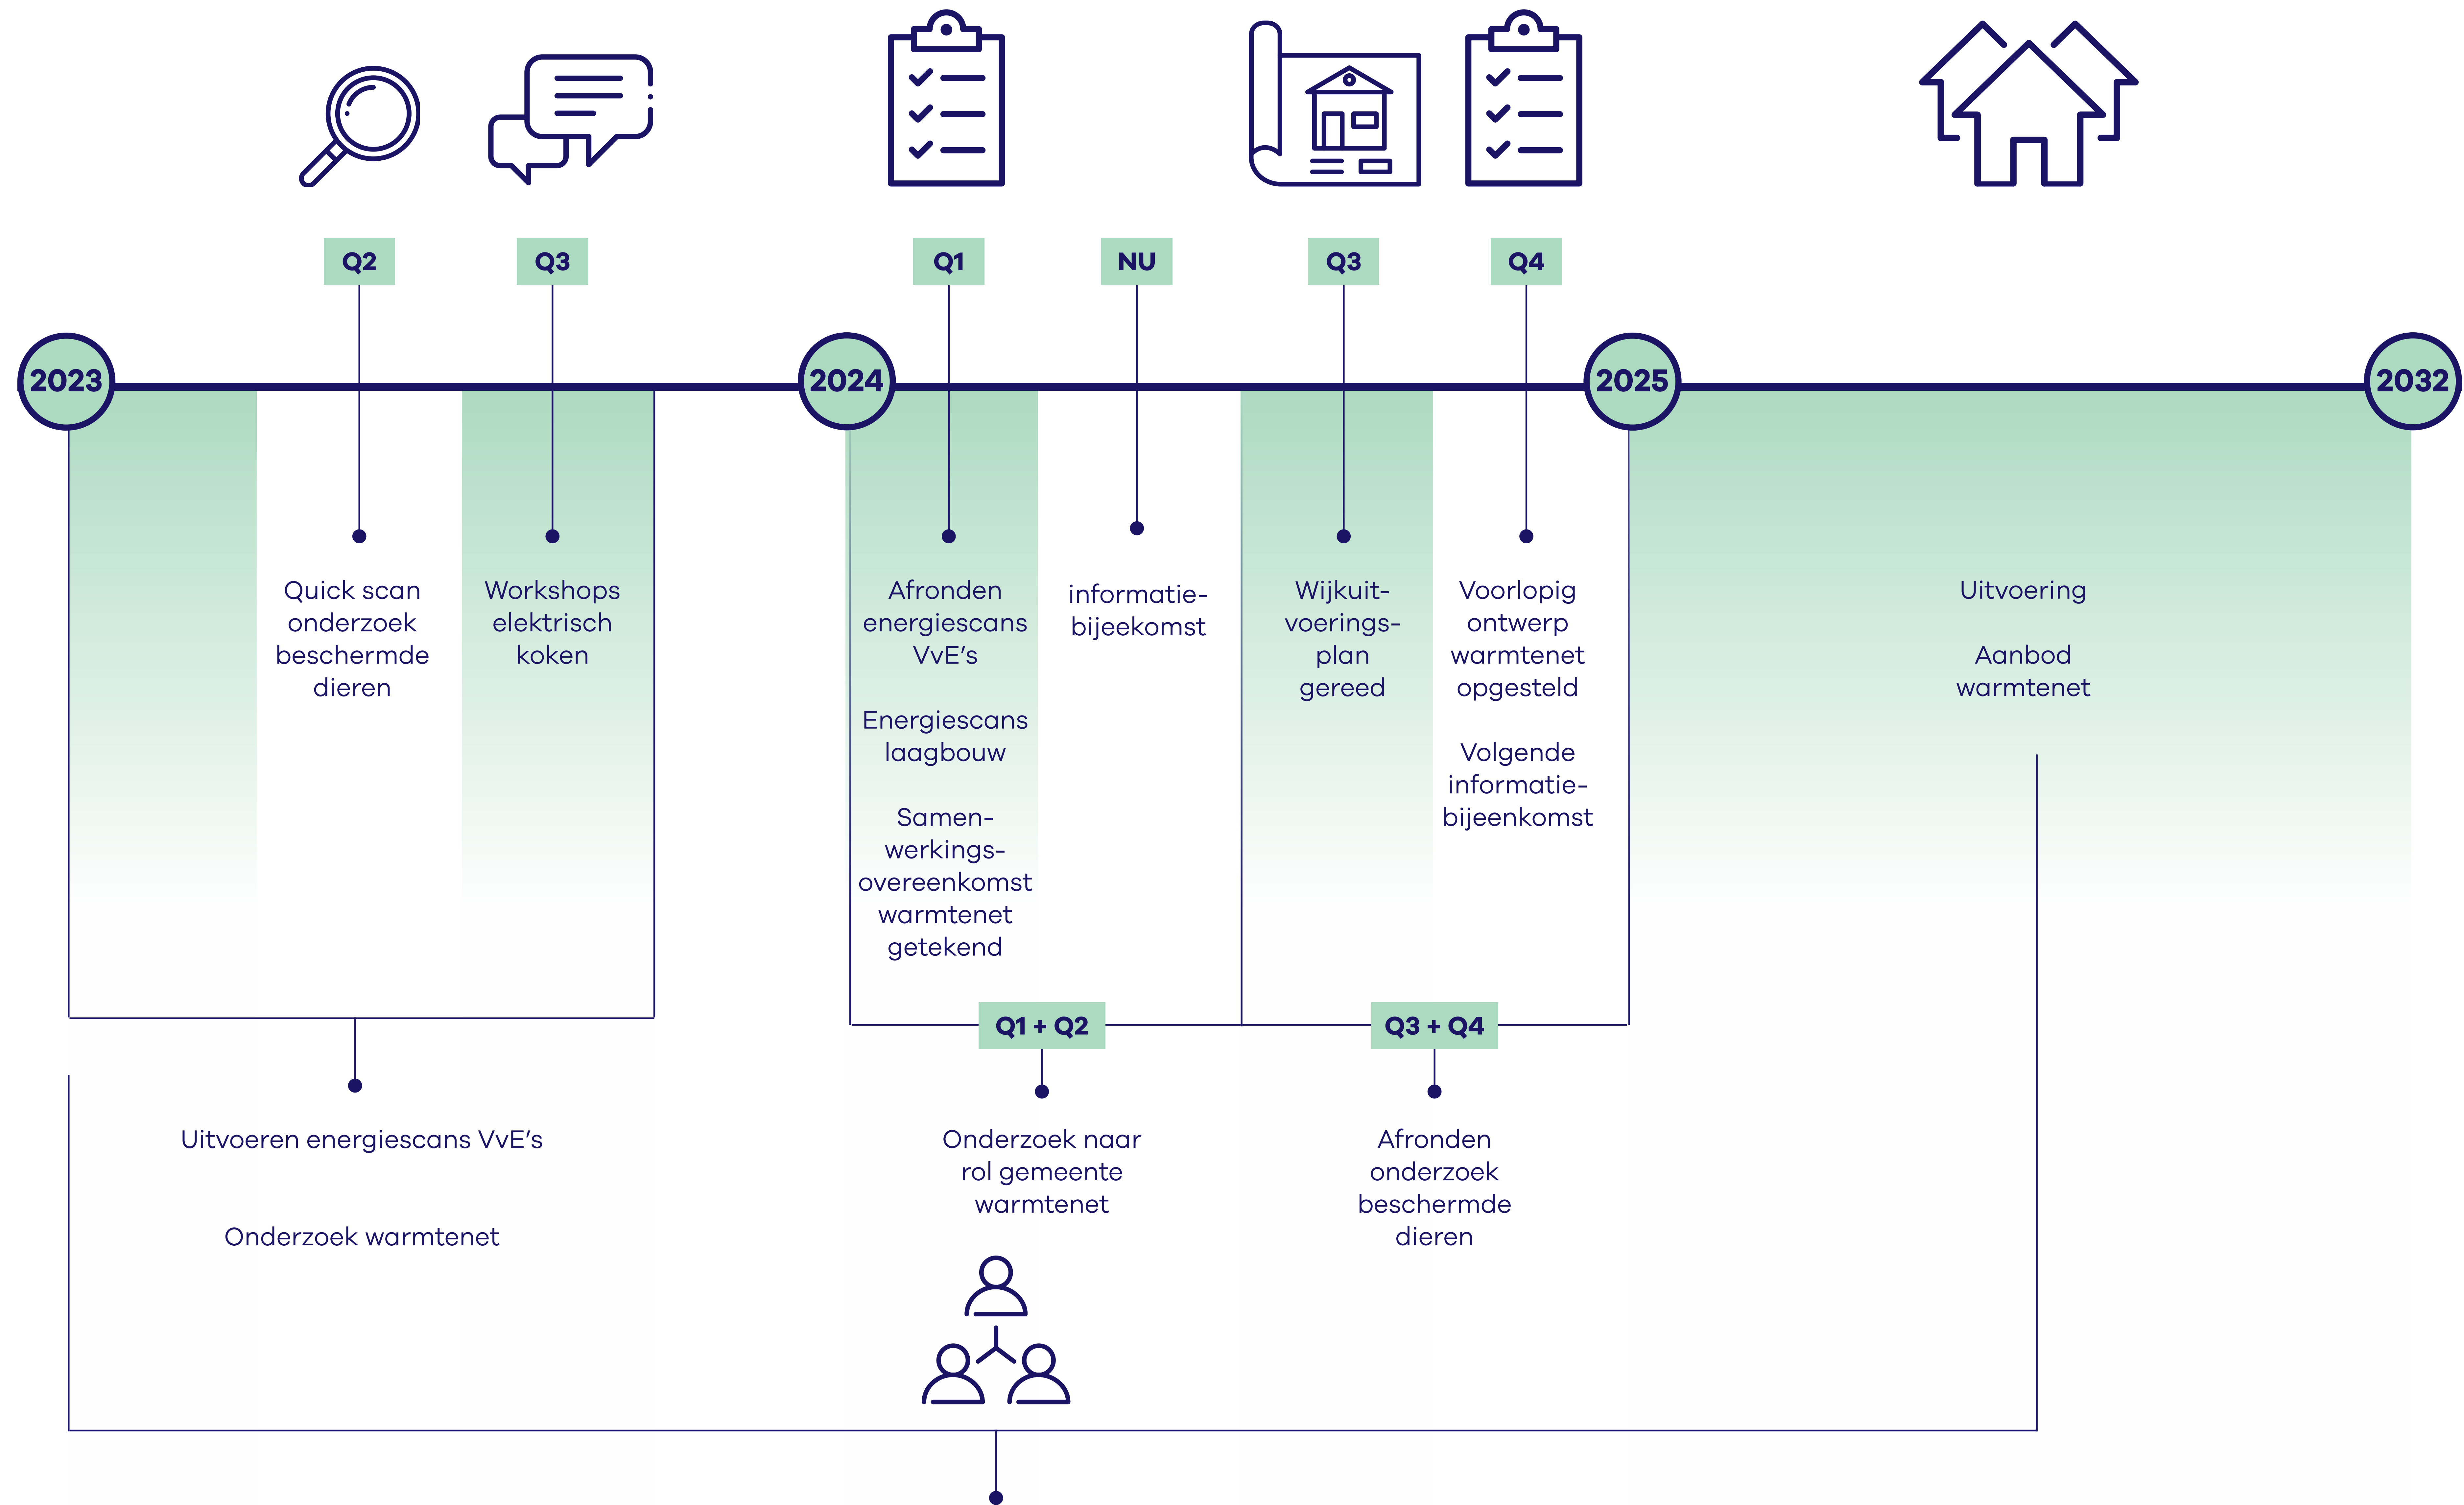 Q2
Q3
Q1
NU
Q3
Q4
2023
2024
2025
2032
Quick scan
onderzoek
beschermde
dieren
Workshops
elektrisch
koken
Afronden
energiescans
VvE’s
Energiescans
laagbouw
Samen-
werkings-
overeenkomst
warmtenet
getekend
informatie-
bijeekomst
Wijkuit-
voerings-
plan
gereed
Voorlopig
ontwerp
warmtenet
opgesteld
Volgende
informatie-
bijeenkomst
Uitvoering
Aanbod
warmtenet
Q1 + Q2
Q3 + Q4
Uitvoeren energiescans VvE’s
Onderzoek warmtenet
Onderzoek naar
rol gemeente
warmtenet
Afronden
onderzoek
beschermde
dieren